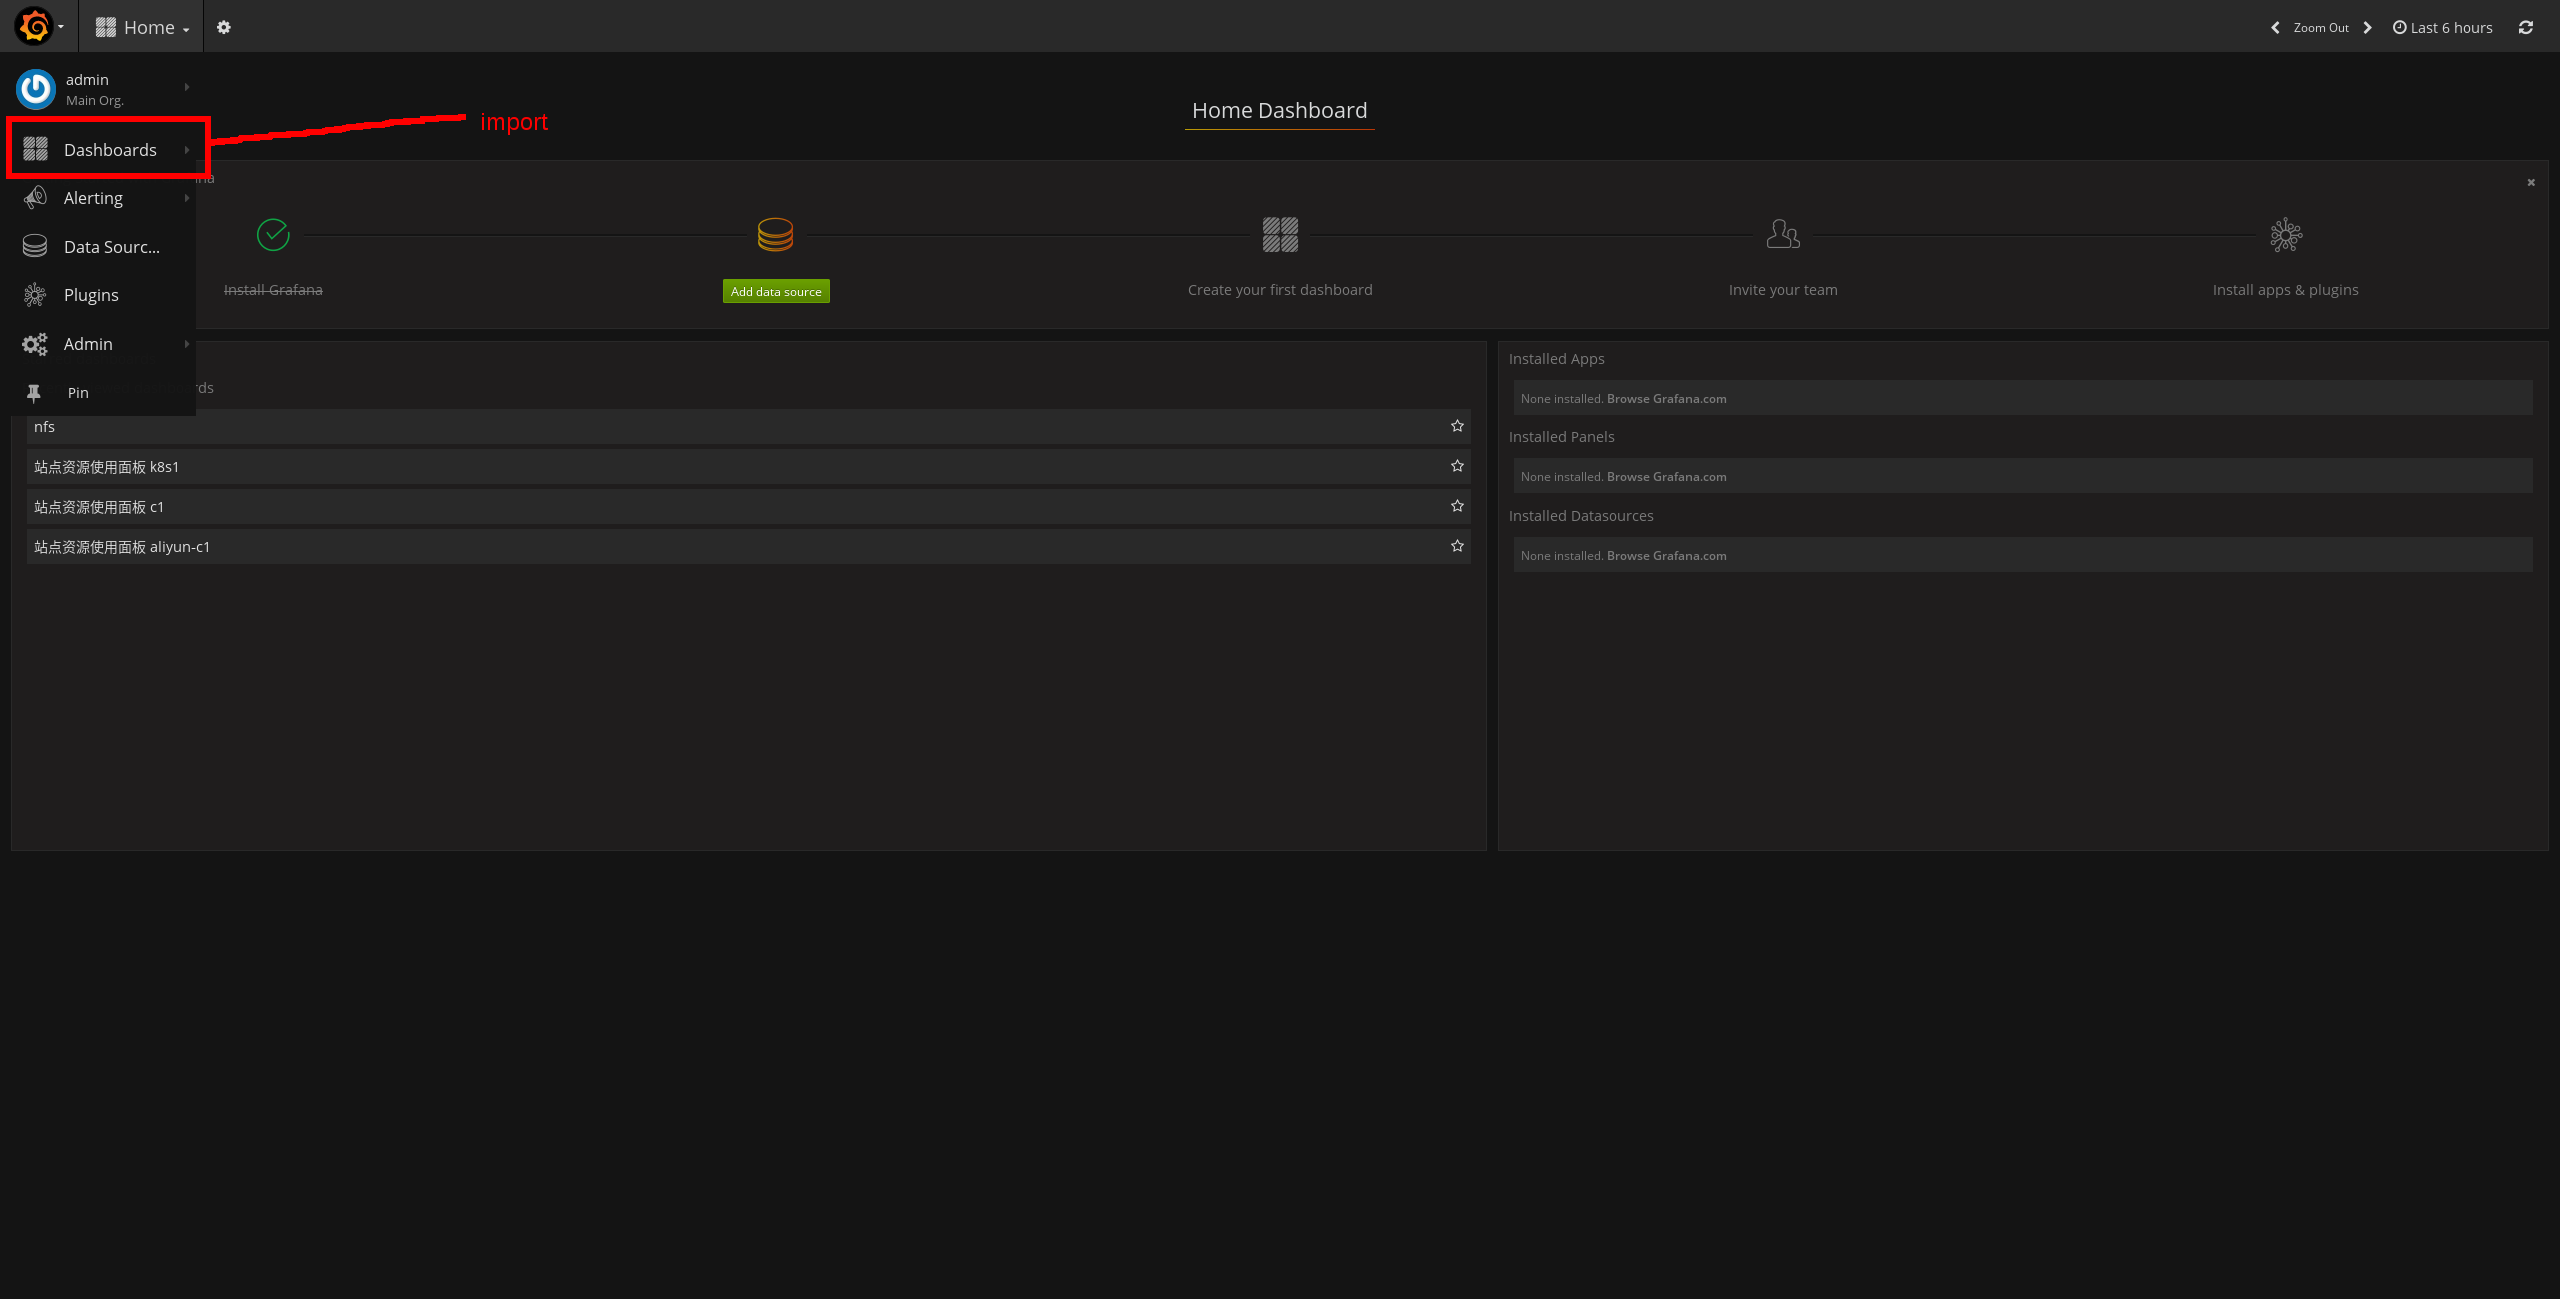 Home
Zoom Out
Last 6 hours
admin
Main Org.
import
Home Dashboard
Dashboards
Alerting
Data Sourc...
Plugins
Admin
Pin
Install Grafana
Add data source
Create your first dashboard
Invite your team
Install apps & plugins
nfs
站点资源使用面板 k8s1
站点资源使用面板 c1
站点资源使用面板 aliyun-c1
Installed Apps
None installed. Browse Grafana.com
Installed Panels
None installed. Browse Grafana.com
Installed Datasources
None installed. Browse Grafana.com